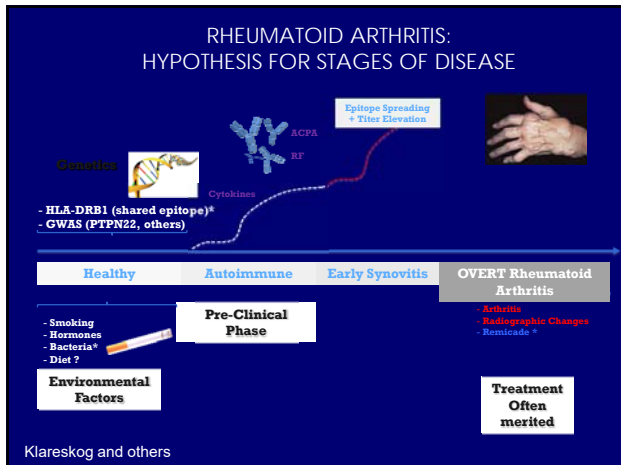 RHEUMATOID ARTHRITIS:
HYPOTHESIS FOR STAGES OF DISEASE
Epitope Spreading
+ Titer Elevation
ACPA
RF
Genetics
Cytokines
- HLA-DRB1 (shared epitope)*
- GWAS (PTPN22, others)
Healthy
Autoimmune
Early Synovitis
OVERT Rheumatoid
Arthritis
- Smoking
- Hormones
- Bacteria*
- Diet ?
Pre-Clinical
Phase
- Arthritis
- Radiographic Changes
- Remicade *
Environmental
Factors
Treatment
Often
merited
Klareskog and others